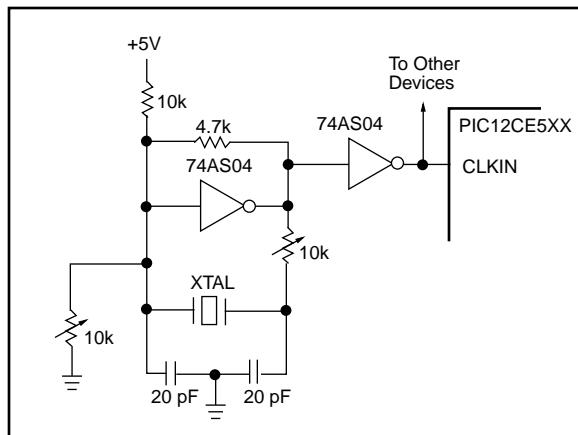 +5V
10k
4.7k
74AS04
74AS04
To Other
Devices
PIC12CE5XX
CLKIN
10k
XTAL
10k
20 pF
20 pF